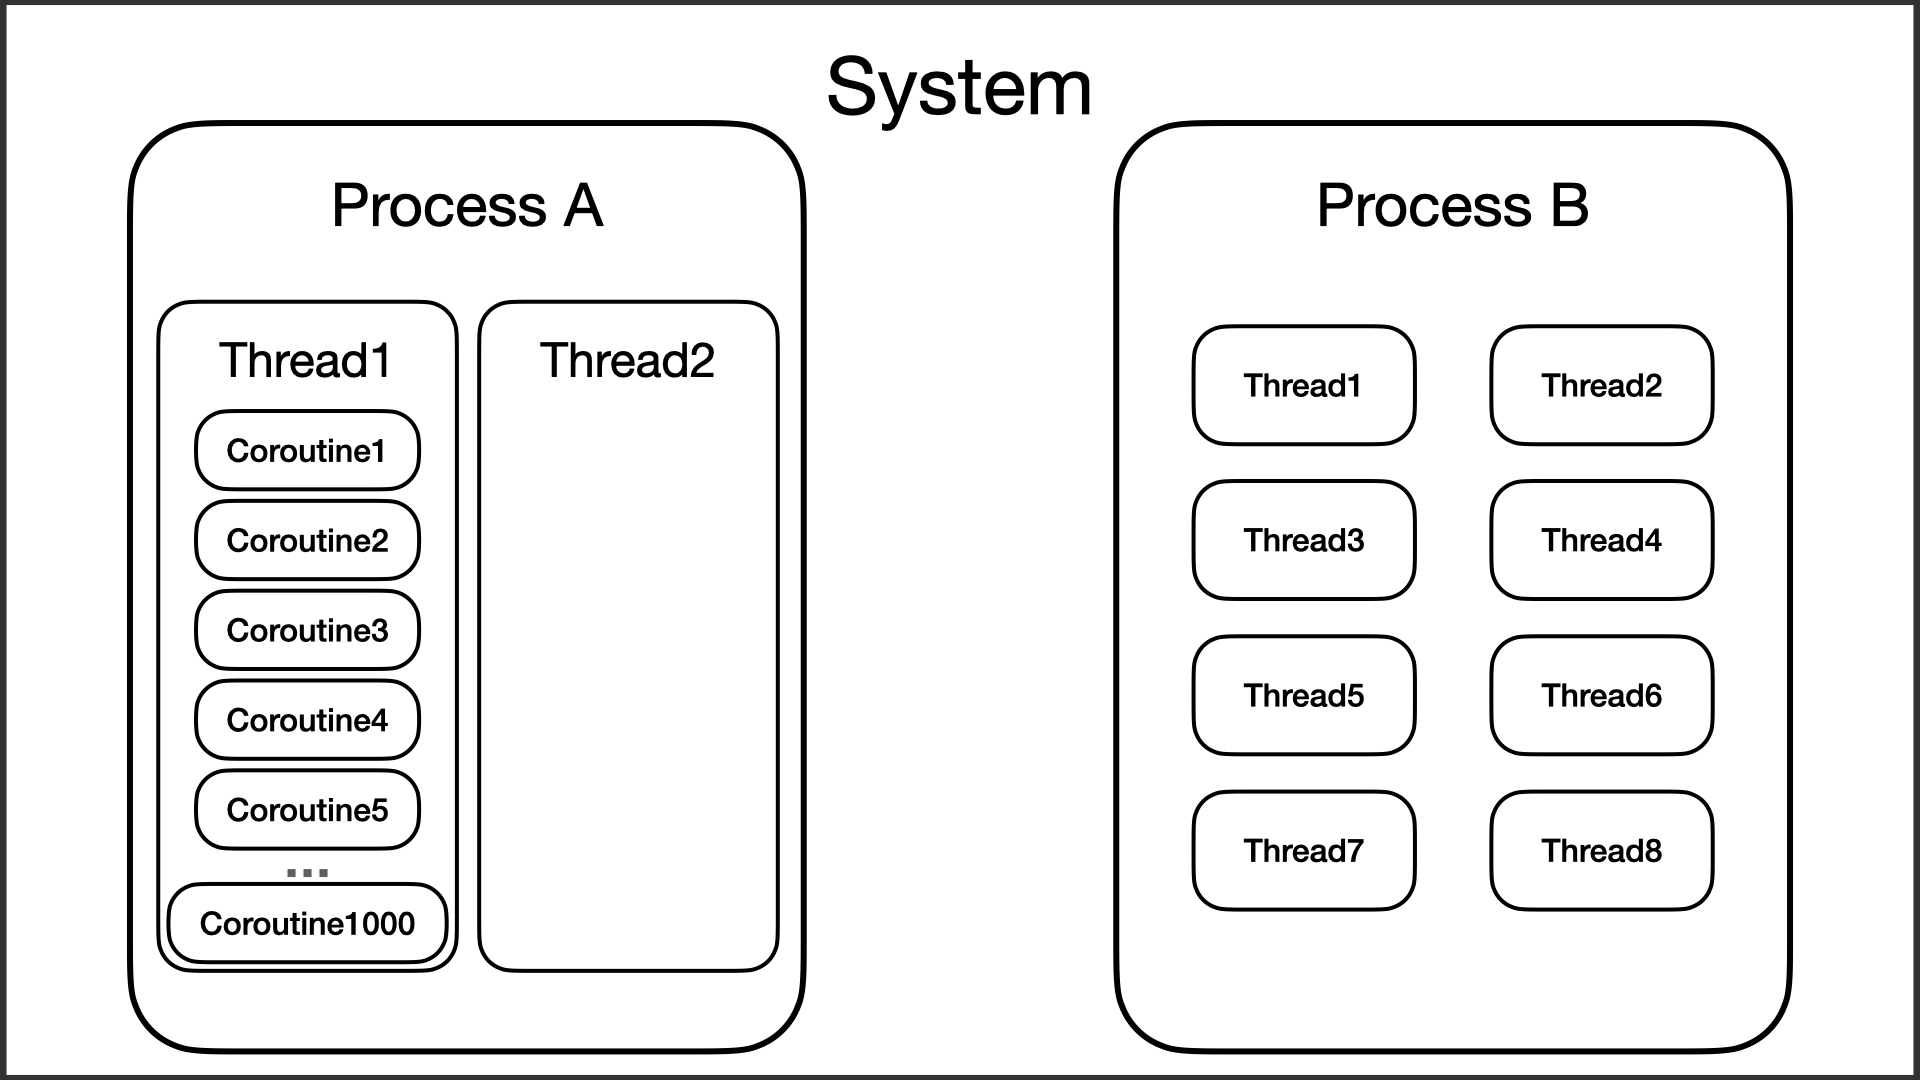 System
Process A
Thread1
Coroutine1
Coroutine2
Coroutine3
Coroutine4
Coroutine5
...
Coroutine1000
Thread2
Process B
Thread1
Thread2
Thread3
Thread4
Thread5
Thread6
Thread7
Thread8